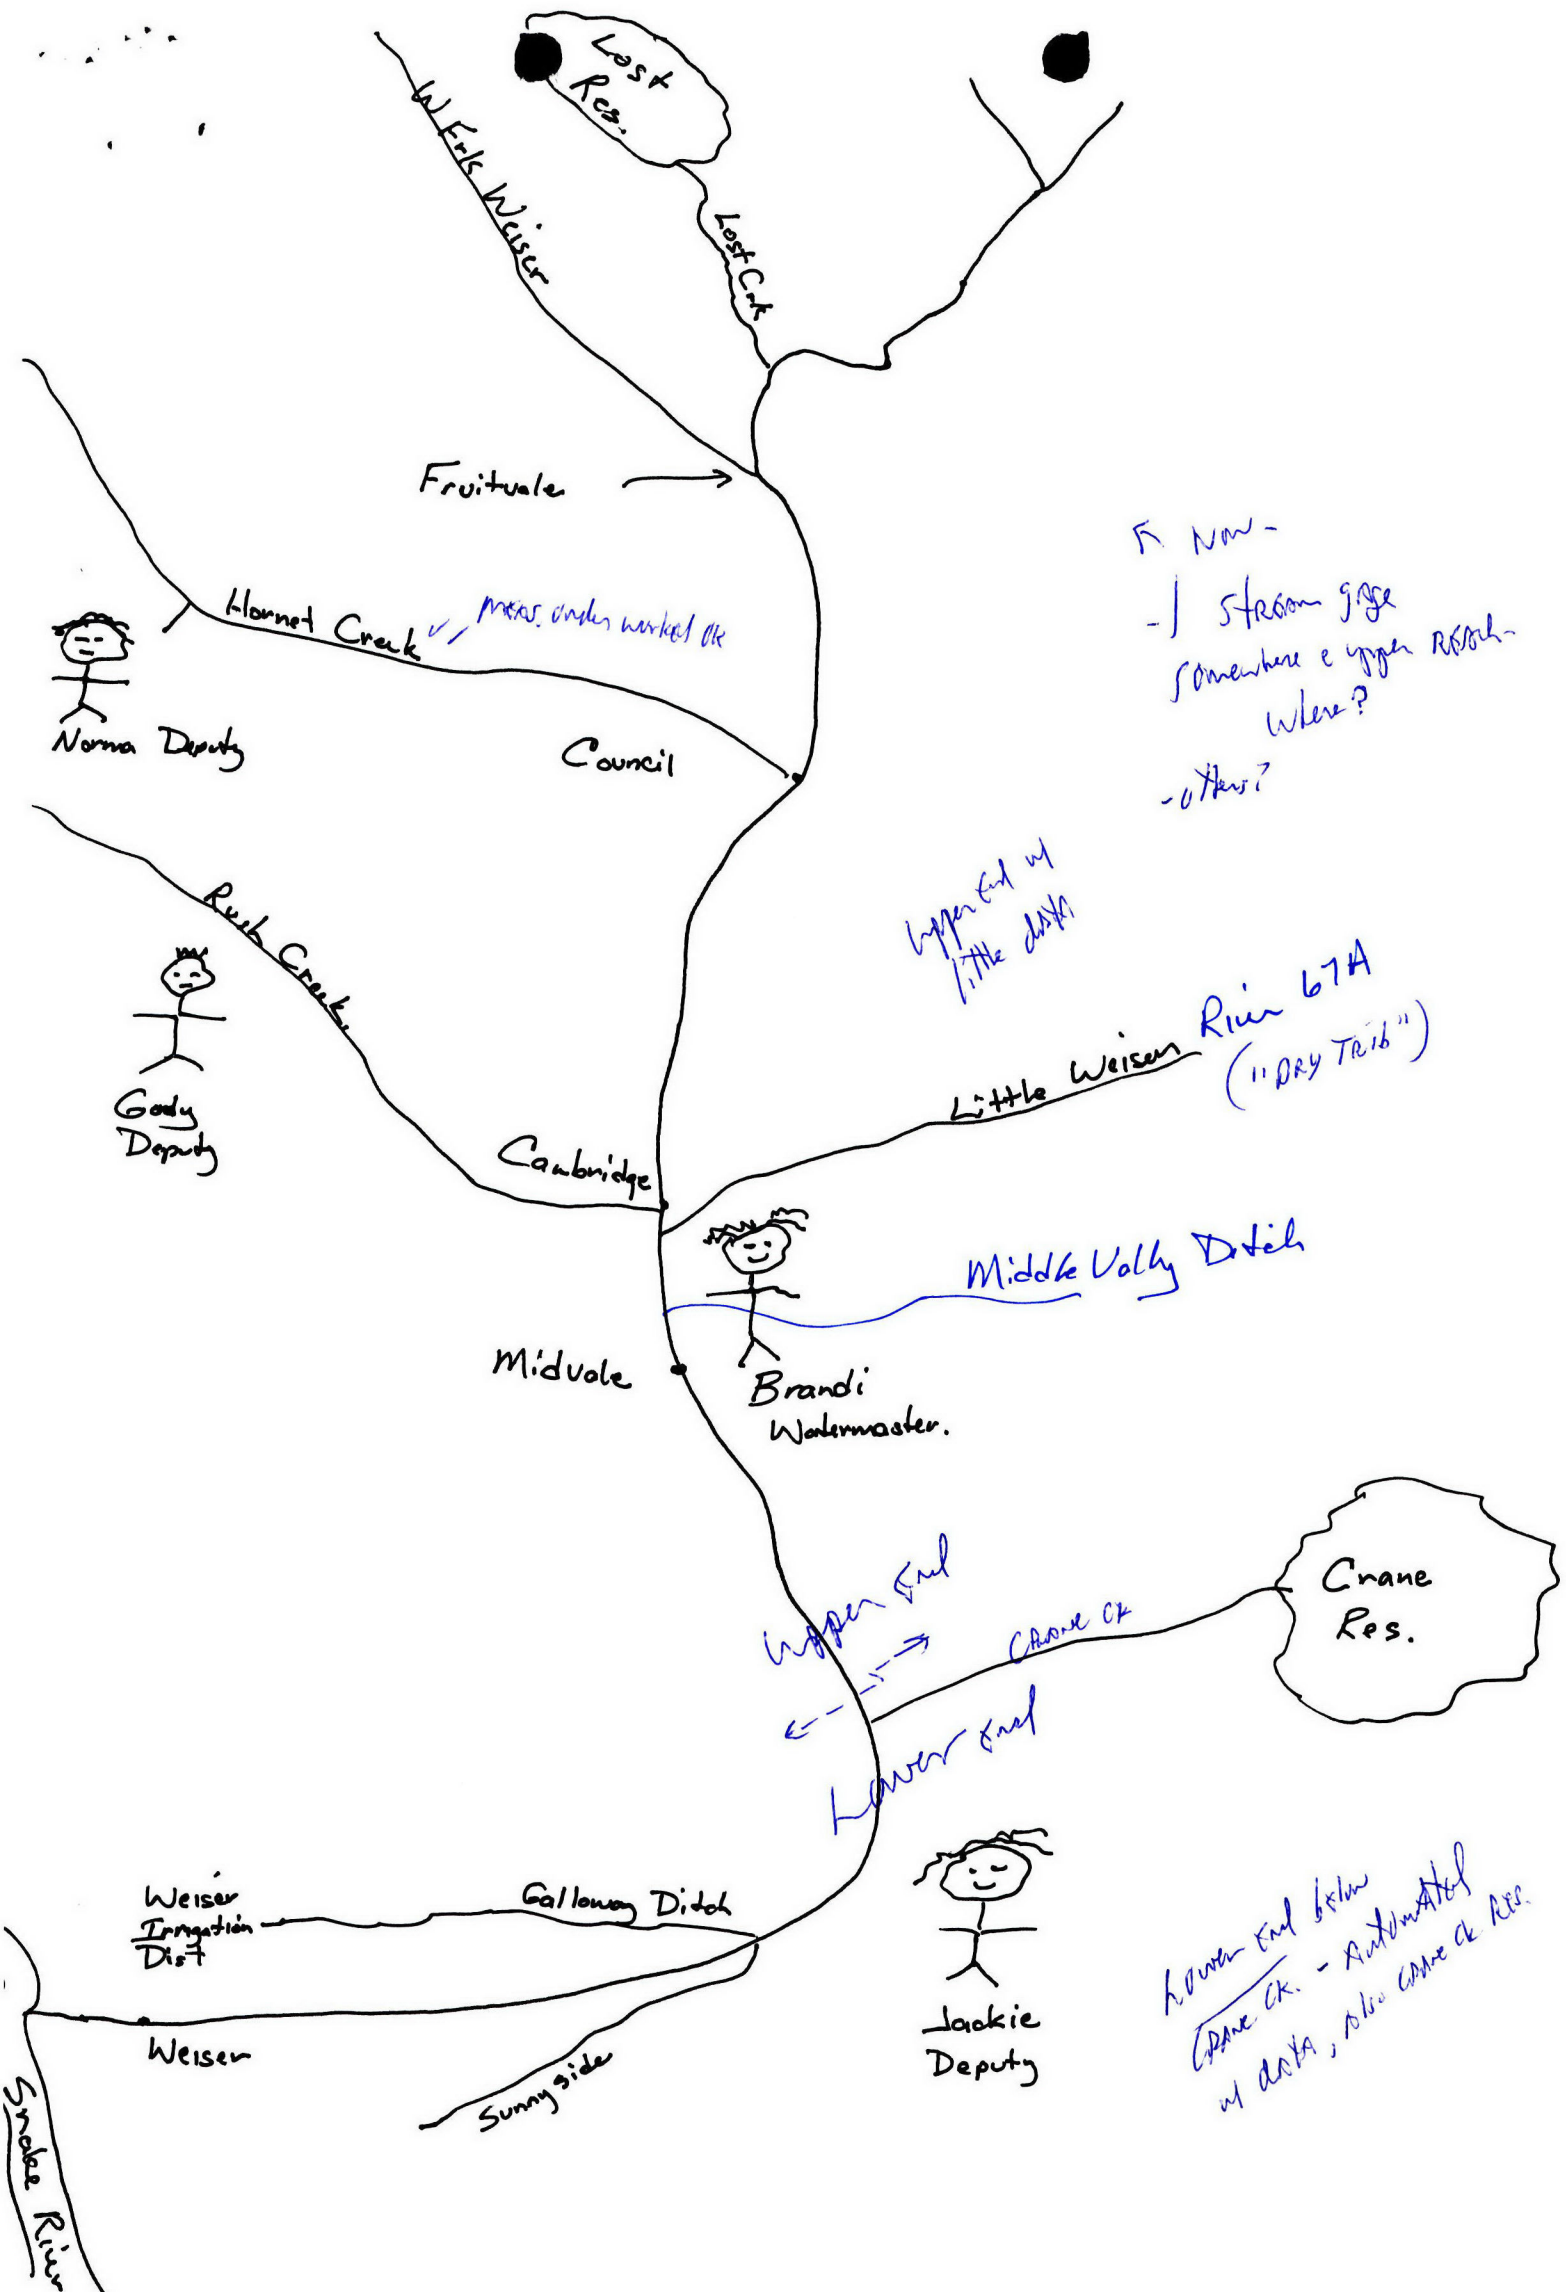 Lost
Res.
W Frk Weiser
Lost Crk
Fruitvale
Hornet Creek
meas. order worked ok
Now -
- 1 stream gage
somewhere @ upper reach -
where?
- others?
Norma Deputy
Council
Rush Creek
upper End w/
little data
Little Weiser River 67A
("DRY TRIB")
Gody
Deputy
Cambridge
Middle Vally Ditch
Midvale
Brandi
Watermaster.
Upper End
Crane Ck
Crane
Res.
Lower End
Weiser
Irrigation
Dist
Galloway Ditch
Lower End below
Crane Ck. - Automated
w/ data, also Crane Ck Res.
Jackie
Deputy
Weiser
Sunnyside
Snake River